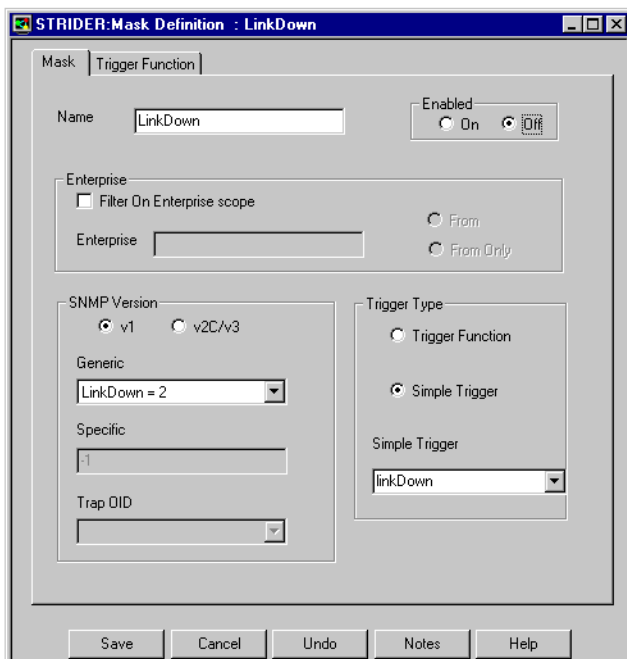 STRIDER:Mask Definition : LinkDown
Mask
Trigger Function
Name
LinkDown
Enabled
On
Off
Enterprise
Filter On Enterprise scope
Enterprise
From
From Only
SNMP Version
v1
v2C/v3
Generic
LinkDown = 2
Specific
-1
Trap OID
Trigger Type
Trigger Function
Simple Trigger
Simple Trigger
linkDown
Save
Cancel
Undo
Notes
Help